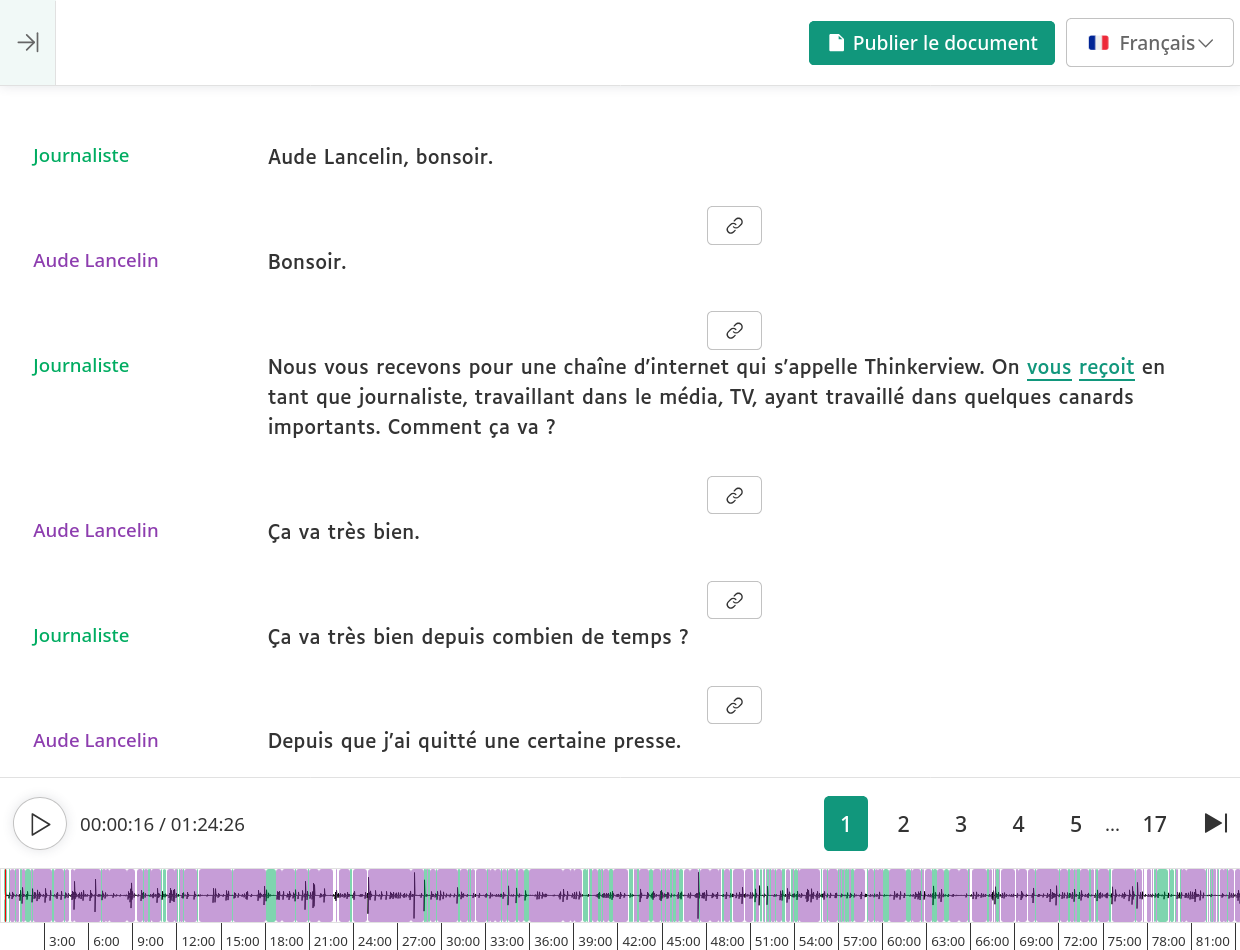 Publier le document
Français
Journaliste
Aude Lancelin, bonsoir.
Aude Lancelin
Bonsoir.
Journaliste
Nous vous recevons pour une chaîne d'internet qui s'appelle Thinkerview. On vous reçoit en
tant que journaliste, travaillant dans le média, TV, ayant travaillé dans quelques canards
importants. Comment ça va ?
Aude Lancelin
Ça va très bien.
Journaliste
Ça va très bien depuis combien de temps ?
Aude Lancelin
Depuis que j'ai quitté une certaine presse.
00:00:16 / 01:24:26
1 2 3 4 5 ... 17
3:00 6:00 9:00 12:00 15:00 18:00 21:00 24:00 27:00 30:00 33:00 36:00 39:00 42:00 45:00 48:00 51:00 54:00 57:00 60:00 63:00 66:00 69:00 72:00 75:00 78:00 81:00